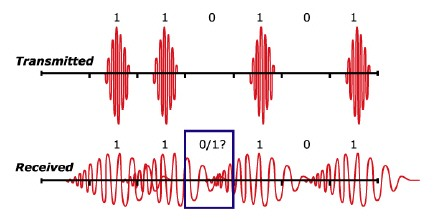 1 1 0 1 0 1
Transmitted
1 1 0/1? 1 0 1
Received